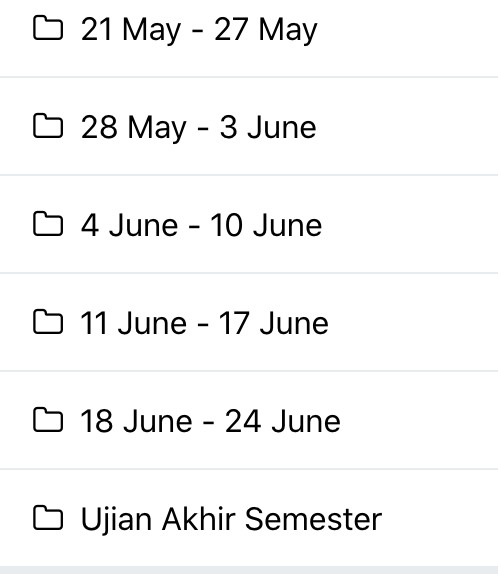 21 May - 27 May
28 May - 3 June
4 June - 10 June
11 June - 17 June
18 June - 24 June
Ujian Akhir Semester